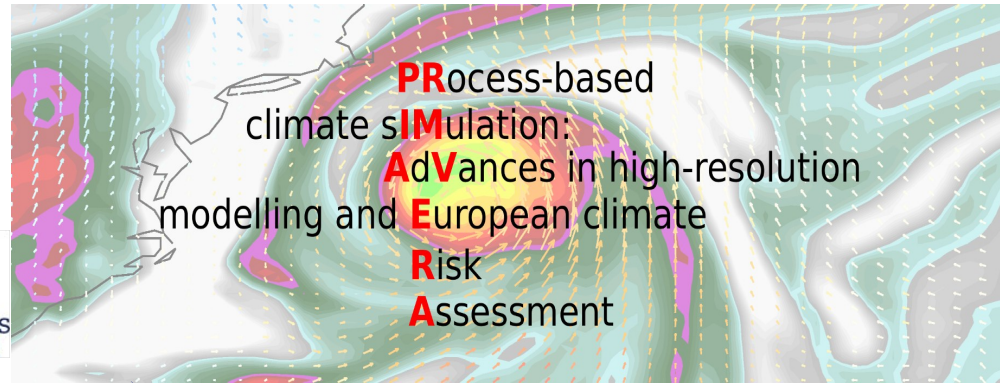 PRocess-based
climate sIMulation:
AdVances in high-resolution
modelling and European climate
Risk
Assessment
s